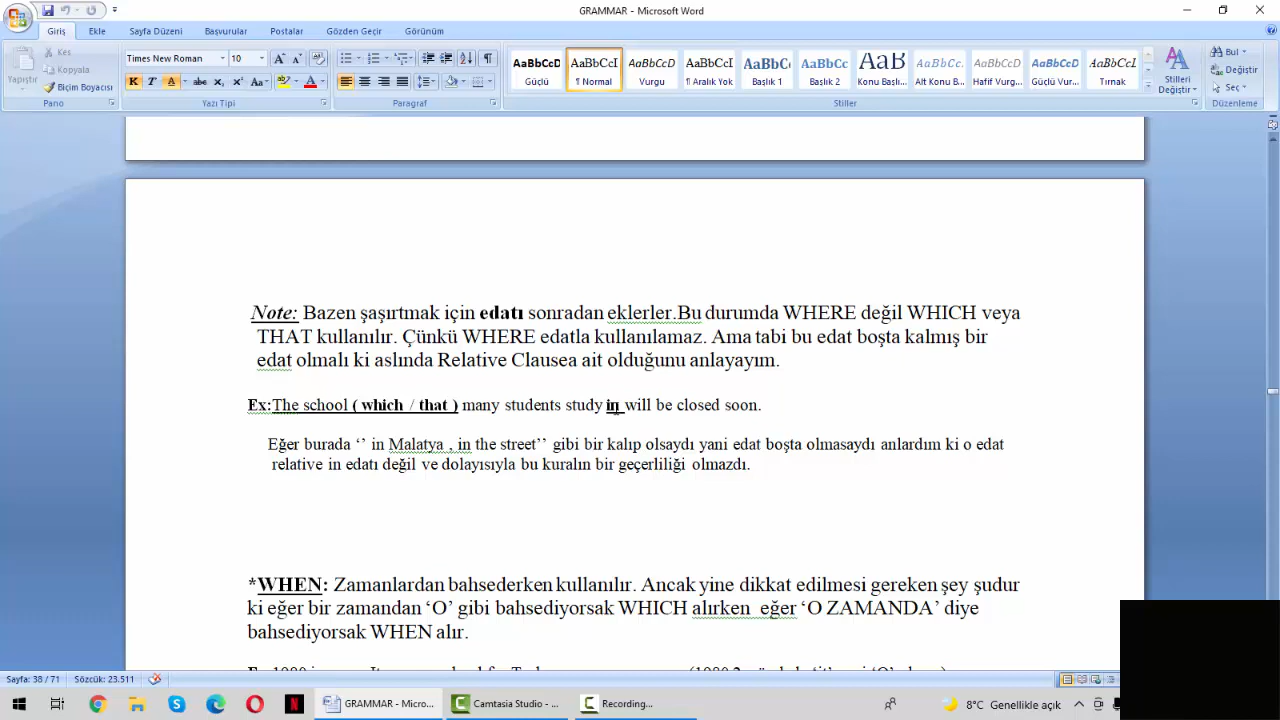 GRAMMAR - Microsoft Word
Giriş Ekle Sayfa Düzeni Başvurular Postalar Gözden Geçir Görünüm
Yapıştır
Kes
Kopyala
Biçim Boyacısı
Pano
Times New Roman 10
Yazı Tipi
Paragraf
AaBbCcD AaBbCcI AaBbCcD AaBbCcI AaBbC AaBbCc AaB AaBbCc. AaBbCcD AaBbCcD AaBbCcI
Güçlü ¶ Normal Vurgu ¶ Aralık Yok Başlık 1 Başlık 2 Konu Başlı... Alt Konu B... Hafif Vurg... Güçlü Vur... Tırnak
Stiller
Stilleri Değiştir
Bul
Değiştir
Seç
Düzenleme
Note: Bazen şaşırtmak için edatı sonradan eklerler.Bu durumda WHERE değil WHICH veya
THAT kullanılır. Çünkü WHERE edatla kullanılamaz. Ama tabi bu edat boşta kalmış bir
edat olmalı ki aslında Relative Clausea ait olduğunu anlayayım.
Ex:The school ( which / that ) many students study in will be closed soon.
Eğer burada ‘’ in Malatya , in the street’’ gibi bir kalıp olsaydı yani edat boşta olmasaydı anlardım ki o edat
relative in edatı değil ve dolayısıyla bu kuralın bir geçerliliği olmazdı.
*WHEN: Zamanlardan bahsederken kullanılır. Ancak yine dikkat edilmesi gereken şey şudur
ki eğer bir zamandan ‘O’ gibi bahsediyorsak WHICH alırken eğer ‘O ZAMANDA’ diye
bahsediyorsak WHEN alır.
Sayfa: 38 / 71 Sözcük: 23.511
GRAMMAR - Micros... Camtasia Studio - ... Recording... 8°C Genellikle açık